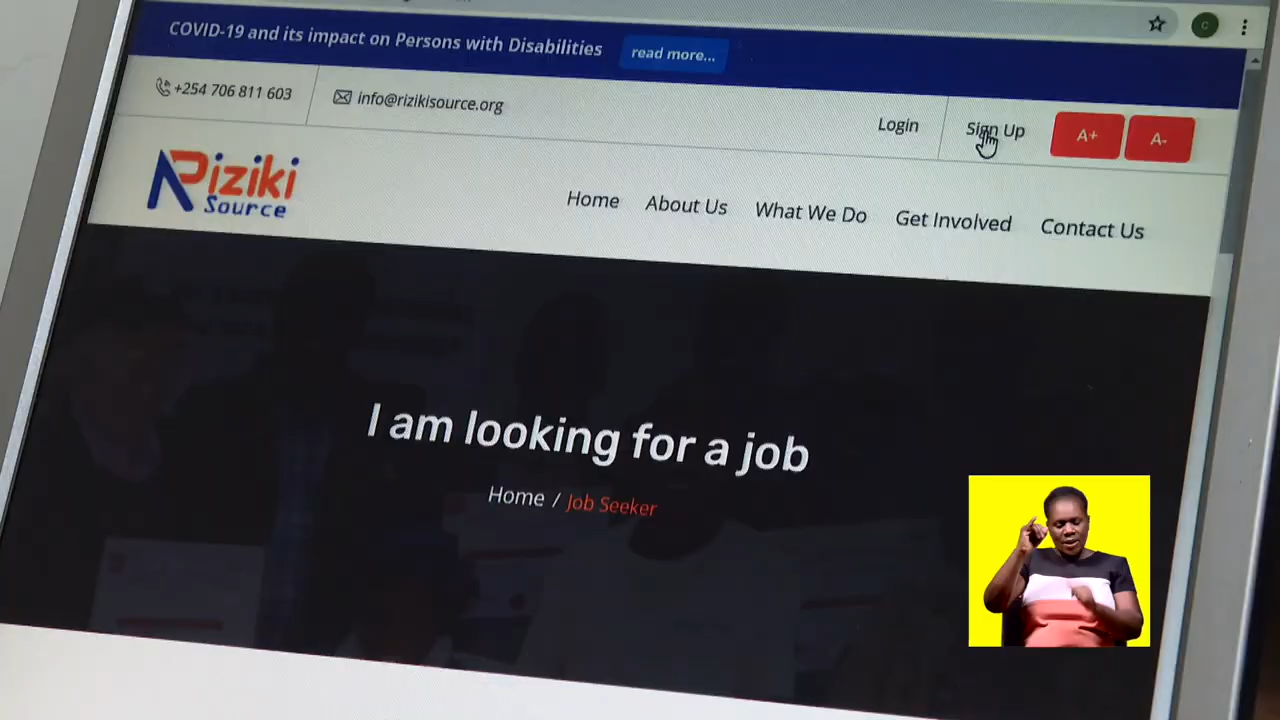 COVID-19 and its impact on Persons with Disabilities read more...
+254 706 811 603 info@rizikisource.org Login Sign Up A+ A-
Riziki
Source
Home About Us What We Do Get Involved Contact Us
I am looking for a job
Home / Job Seeker
C